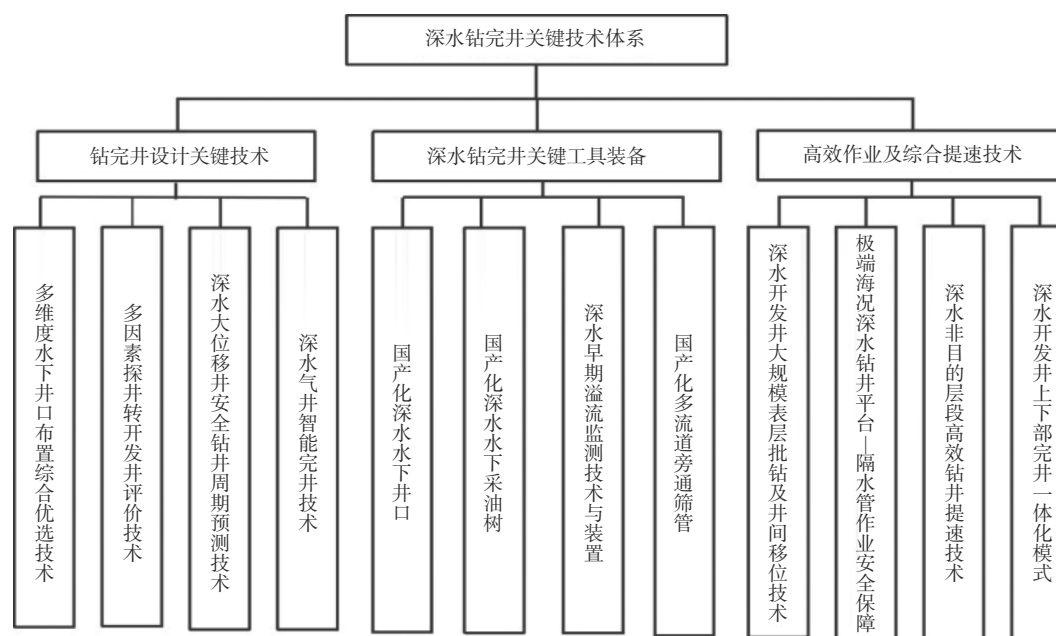 深水钻完井关键技术体系
钻完井设计关键技术
深水钻完井关键工具装备
高效作业及综合提速技术
多维度水下井口布置综合优选技术
多因素探井转开发井评价技术
深水大位移井安全钻井周期预测技术
深水气井智能完井技术
国产化深水水下井口
国产化深水水下采油树
深水早期溢流监测技术与装置
国产化多流道旁通筛管
深水开发井大规模表层批钻及井间移位技术
极端海况深水钻井平台—隔水管作业安全保障
深水非目的层段高效钻井提速技术
深水开发井上下部完井一体化模式